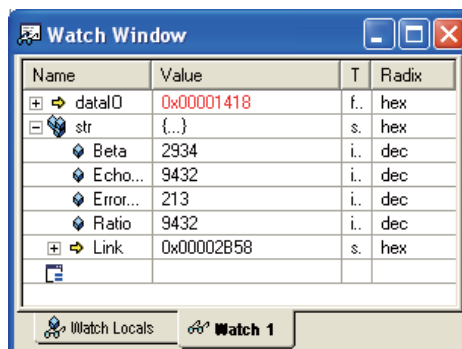 Watch Window
Name Value T Radix
dataIO 0x00001418 f.. hex
str {...} s. hex
Beta 2934 i.. dec
Echo... 9432 i.. dec
Error... 213 i.. dec
Ratio 9432 i.. dec
Link 0x00002B58 s. hex
Watch Locals Watch 1